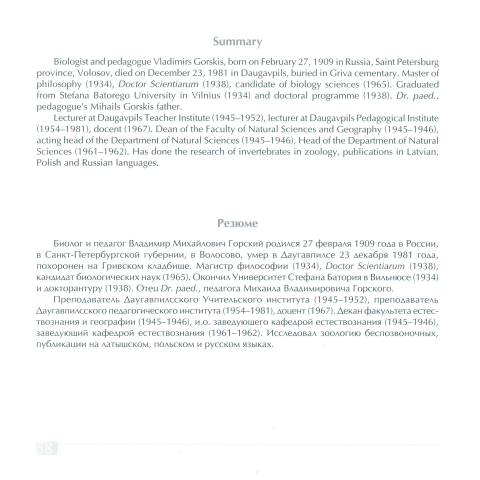 Summary
Biologist and pedagogue Vladimirs Gorskis, born on February 27, 1909 in Russia, Saint Petersburg
province, Volosov, died on December 23, 1981 in Daugavpils, buried in Griva cementary. Master of
philosophy (1934), Doctor Scientiarum (1938), candidate of biology sciences (1965). Graduated
from Stefana Batorego University in Vilnius (1934) and doctoral programme (1938). Dr. paed.,
pedagogue's Mihails Gorskis father.
Lecturer at Daugavpils Teacher Institute (1945–1952), lecturer at Daugavpils Pedagogical Institute
(1954–1981), docent (1967). Dean of the Faculty of Natural Sciences and Geography (1945–1946),
acting head of the Department of Natural Sciences (1945–1946), Head of the Department of Natural
Sciences (1961–1962). Has done the research of invertebrates in zoology, publications in Latvian,
Polish and Russian languages.
Резюме
Биолог и педагог Владимир Михайлович Горский родился 27 февраля 1909 года в России,
в Санкт-Петербургской губернии, в Волосово, умер в Даугавпилсе 23 декабря 1981 года,
похоронен на Гривском кладбище. Магистр философии (1934), Doctor Scientiarum (1938),
кандидат биологических наук (1965). Окончил Университет Стефана Батория в Вильнюсе (1934)
и докторантуру (1938). Отец Dr. paed., педагога Михаила Владимировича Горского.
Преподаватель Даугавпилсского Учительского института (1945–1952), преподаватель
Даугавпилсского педагогического института (1954–1981), доцент (1967). Декан факультета естес-
твознания и географии (1945–1946), и.о. заведующего кафедрой естествознания (1945–1946),
заведующий кафедрой естествознания (1961–1962). Исследовал зоологию беспозвоночных,
публикации на латышском, польском и русском языках.
58